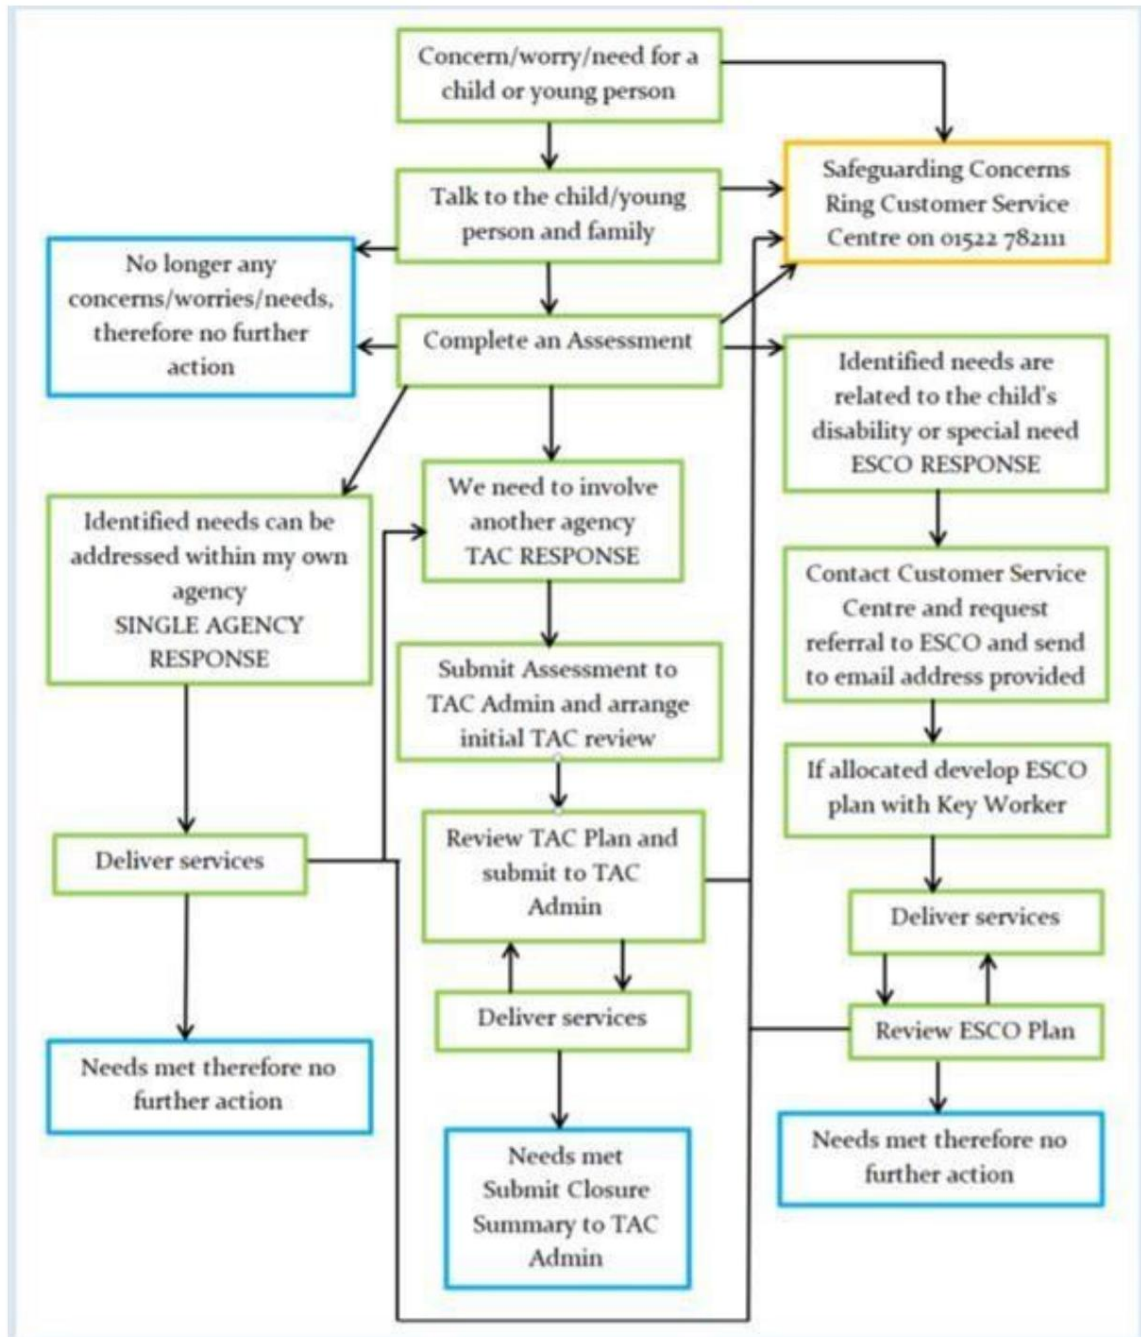 Concern/worry/need for a
child or young person
Talk to the child/young
person and family
Safeguarding Concerns
Ring Customer Service
Centre on 01522 782111
No longer any
concerns/worries/needs,
therefore no further
action
Complete an Assessment
Identified needs are
related to the child's
disability or special need
ESCO RESPONSE
Identified needs can be
addressed within my own
agency
SINGLE AGENCY
RESPONSE
We need to involve
another agency
TAC RESPONSE
Contact Customer Service
Centre and request
referral to ESCO and send
to email address provided
Submit Assessment to
TAC Admin and arrange
initial TAC review
If allocated develop ESCO
plan with Key Worker
Deliver services
Review TAC Plan and
submit to TAC
Admin
Deliver services
Deliver services
Review ESCO Plan
Needs met therefore no
further action
Needs met
Submit Closure
Summary to TAC
Admin
Needs met therefore no
further action